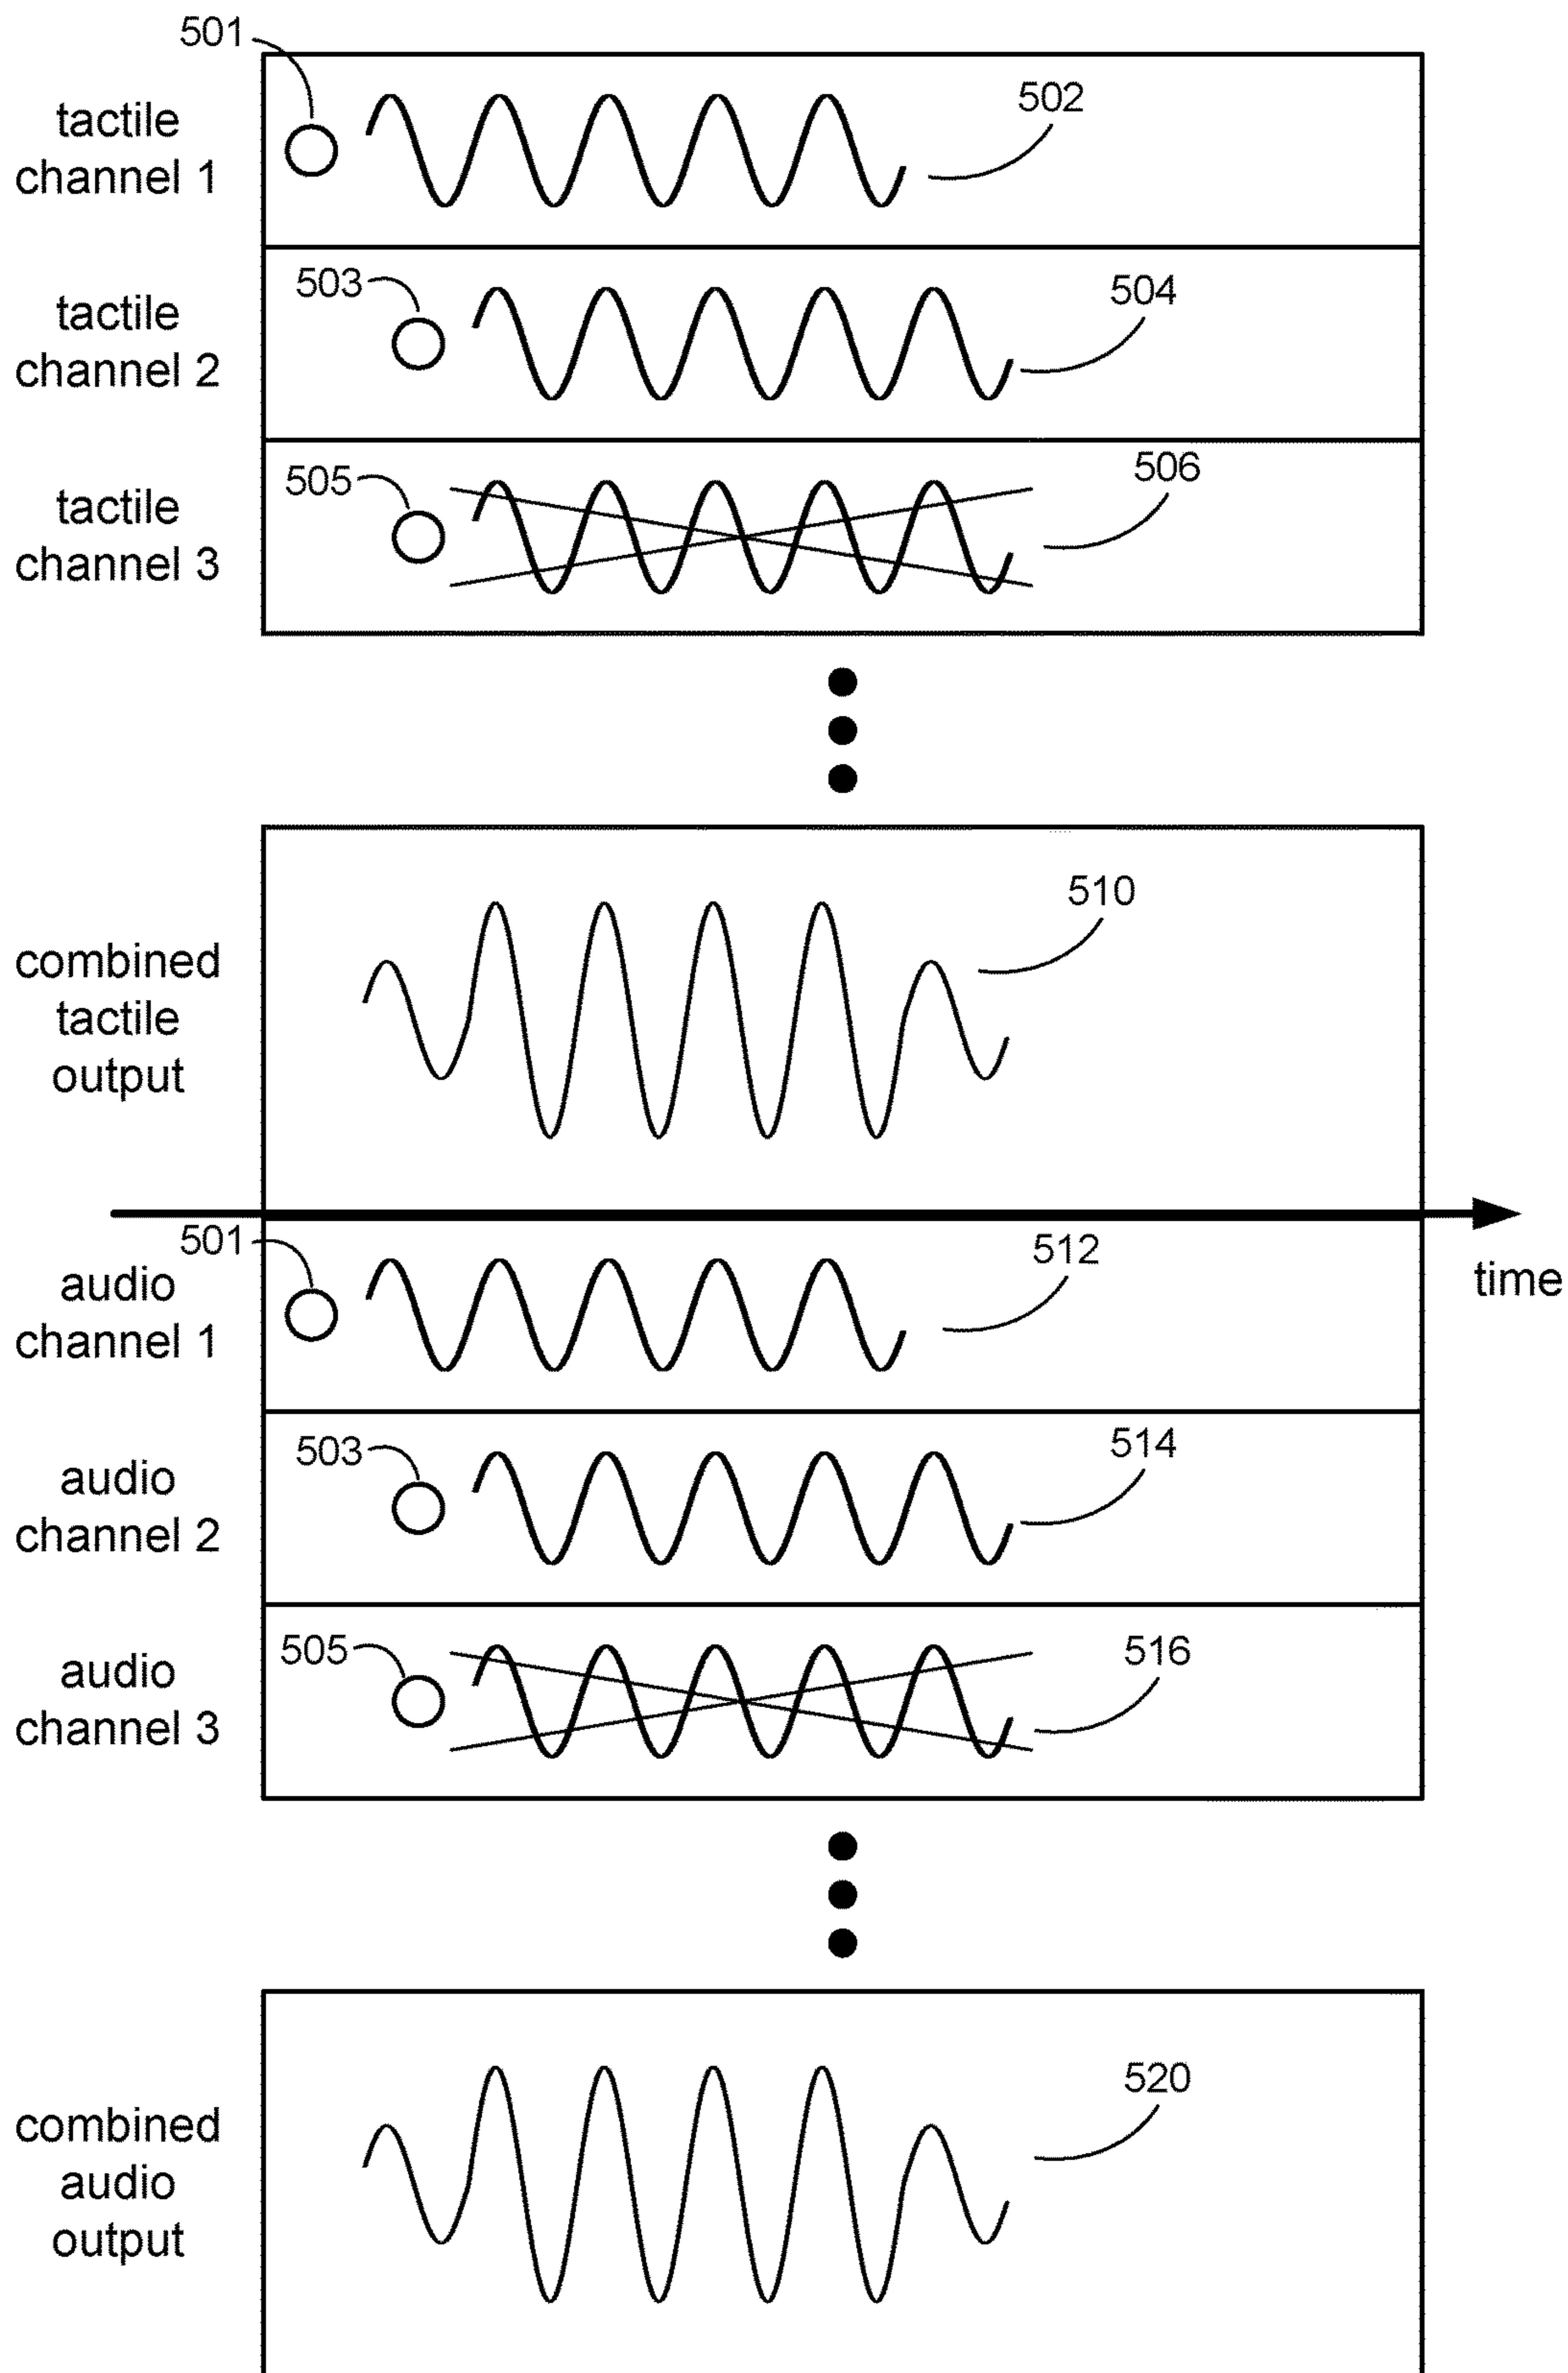 501
502
tactile
channel 1
503
504
tactile
channel 2
505
506
tactile
channel 3
510
combined
tactile
output
501
512
time
audio
channel 1
503
514
audio
channel 2
505
516
audio
channel 3
520
combined
audio
output